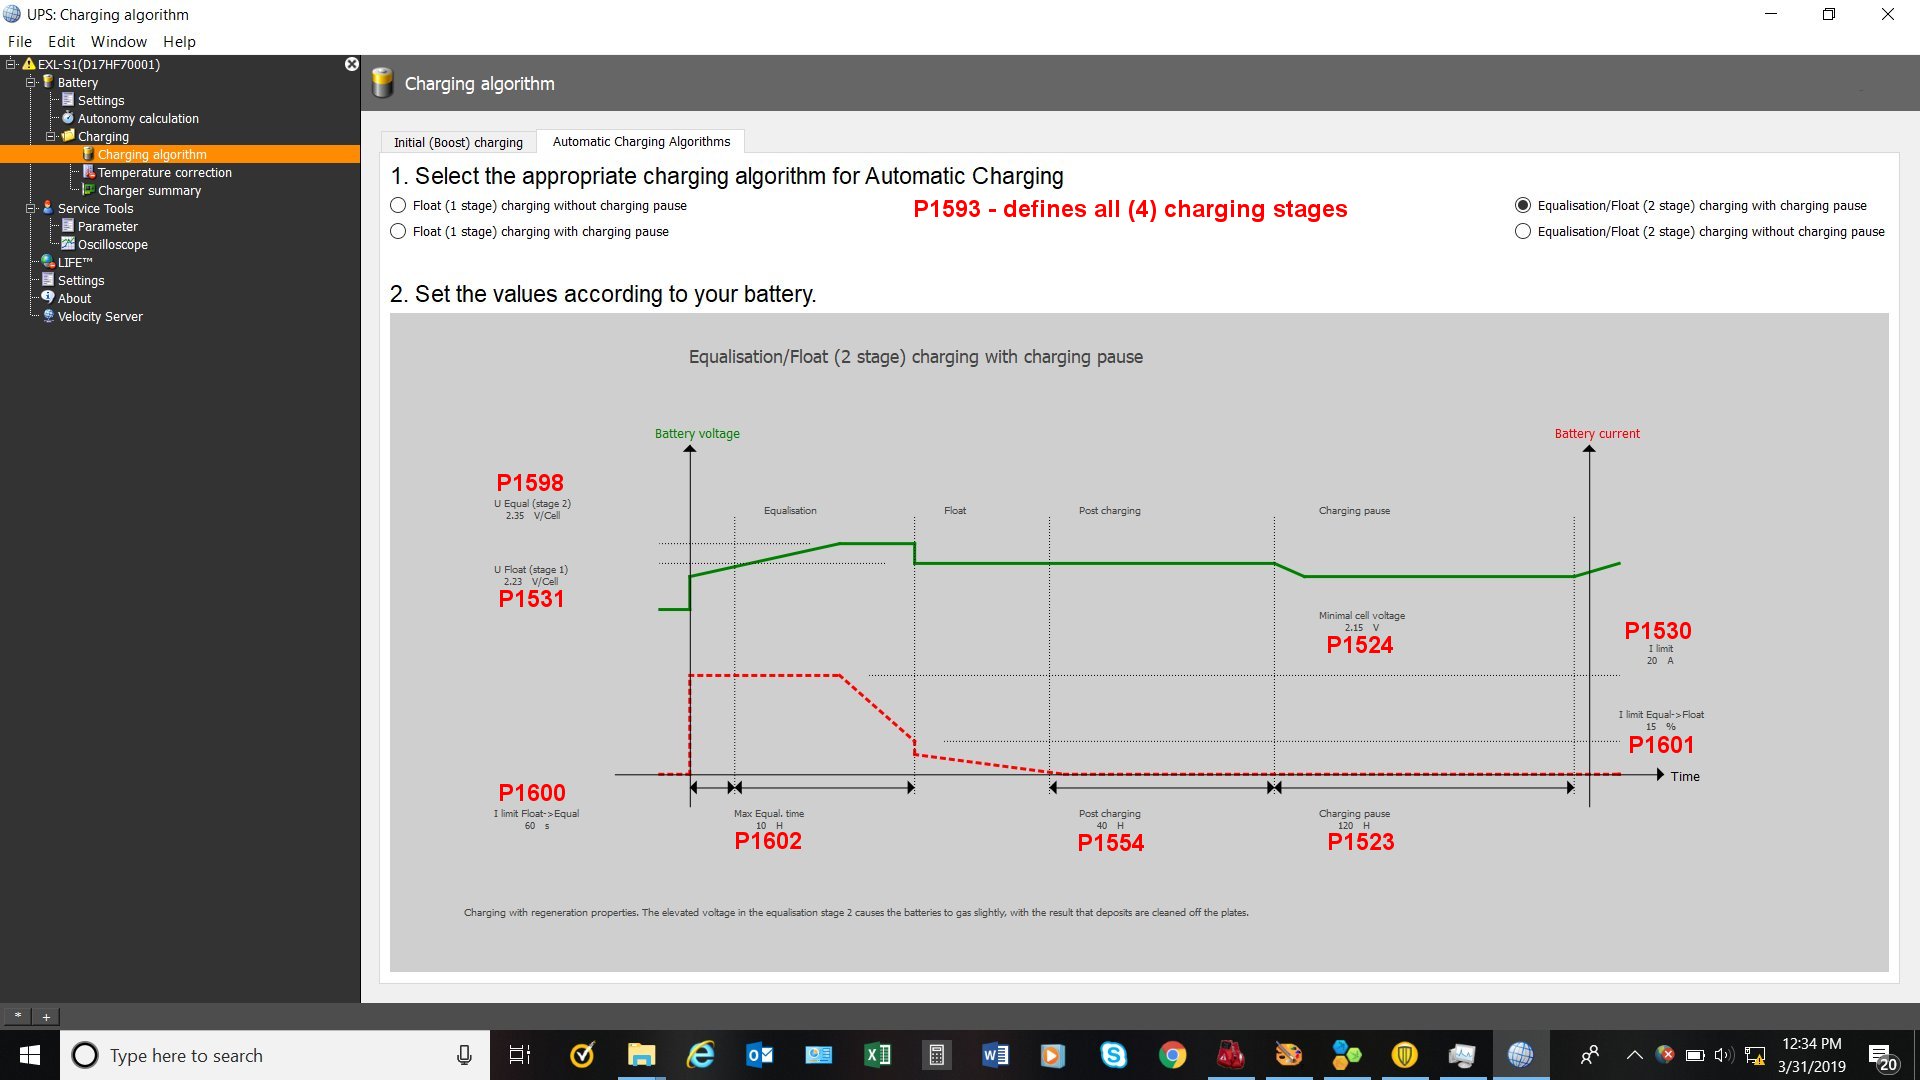 UPS: Charging algorithm
File Edit Window Help
EXL-S1(D17HF70001)
Battery
Settings
Autonomy calculation
Charging
Charging algorithm
Temperature correction
Charger summary
Service Tools
Parameter
Oscilloscope
LIFE™
Settings
About
Velocity Server
Charging algorithm
Initial (Boost) charging
Automatic Charging Algorithms
1. Select the appropriate charging algorithm for Automatic Charging
Float (1 stage) charging without charging pause
Float (1 stage) charging with charging pause
P1593 - defines all (4) charging stages
Equalisation/Float (2 stage) charging with charging pause
Equalisation/Float (2 stage) charging without charging pause
2. Set the values according to your battery.
Equalisation/Float (2 stage) charging with charging pause
Battery voltage
Battery current
P1598
U Equal (stage 2)
2.35 V/Cell
Equalisation
Float
Post charging
Charging pause
U Float (stage 1)
2.23 V/Cell
P1531
Minimal cell voltage
2.15 V
P1524
P1530
I limit
20 A
I limit Equal->Float
15 %
P1601
Time
P1600
I limit Float->Equal
60 s
Max Equal. time
10 H
P1602
Post charging
40 H
P1554
Charging pause
120 H
P1523
Charging with regeneration properties. The elevated voltage in the equalisation stage 2 causes the batteries to gas slightly, with the result that deposits are cleaned off the plates.
* +
Type here to search
12:34 PM
3/31/2019
20